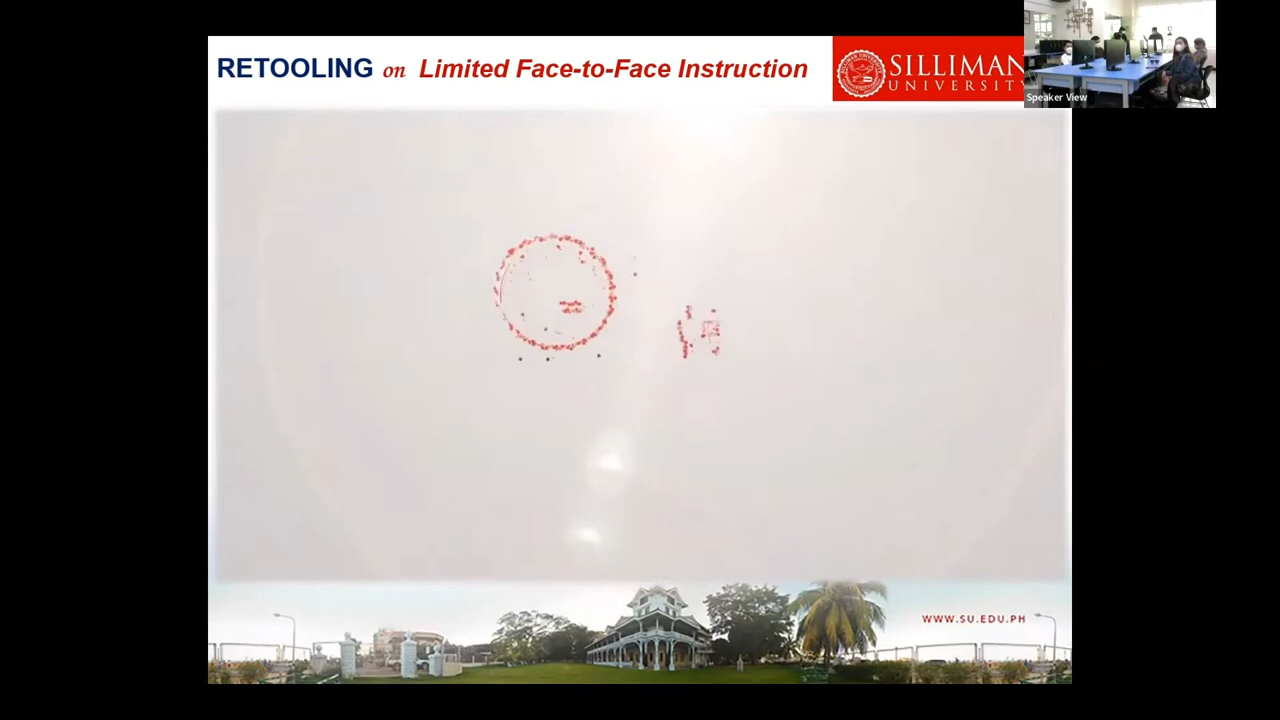 RETOOLING on Limited Face-to-Face Instruction
SILLIMAN
UNIVERSITY
Speaker View
WWW.SU.EDU.PH